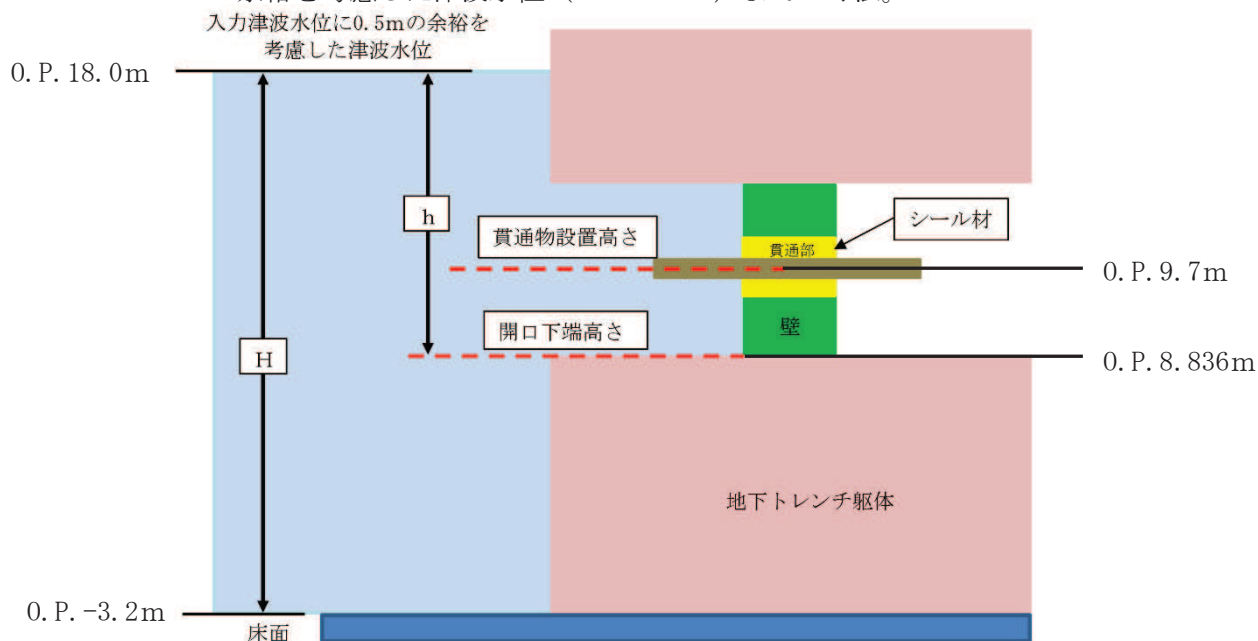 入力津波水位に0.5mの余裕を
考慮した津波水位
O.P.18.0m
h
シール材
貫通物設置高さ
貫通部
O.P.9.7m
開口下端高さ
壁
H
O.P.8.836m
地下トレンチ躯体
O.P.-3.2m
床面